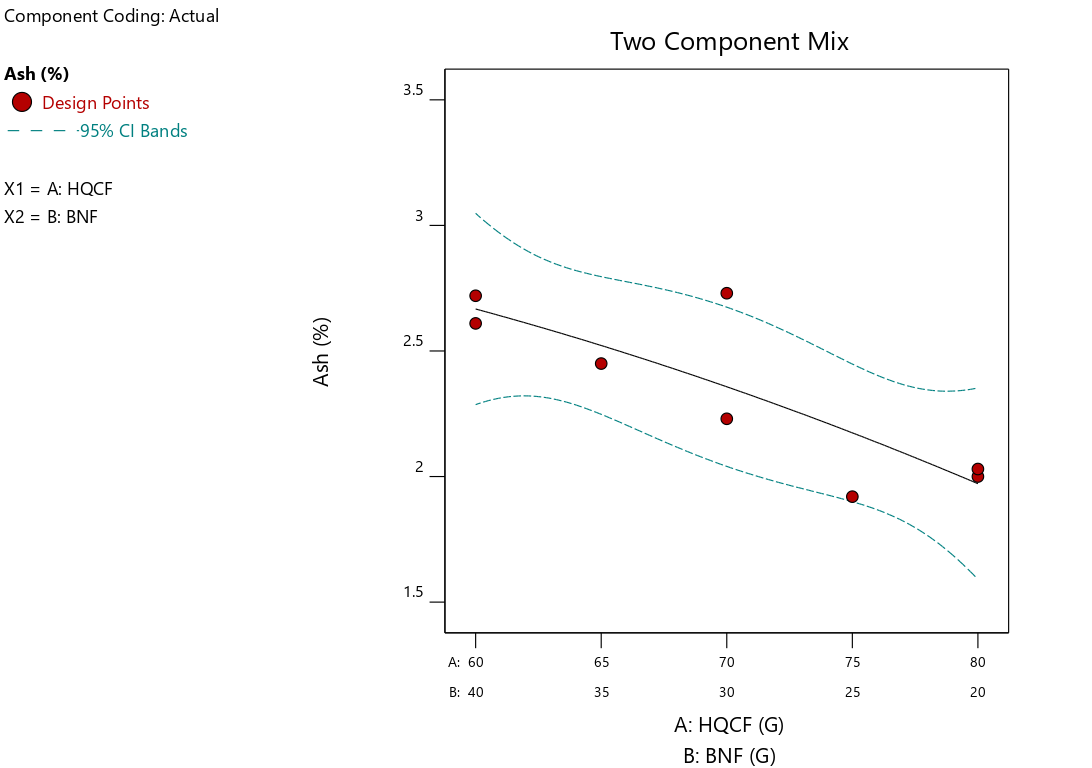 Component Coding: Actual
Ash (%)
Design Points
95% CI Bands
X1 = A: HQCF
X2 = B: BNF
Two Component Mix
3.5
3
2.5
2
1.5
Ash (%)
A: 60 65 70 75 80
B: 40 35 30 25 20
A: HQCF (G)
B: BNF (G)